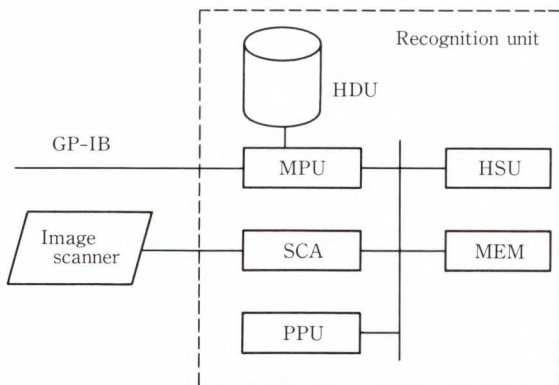 Recognition unit
HDU
GP-IB
MPU
HSU
Image
scanner
SCA
MEM
PPU